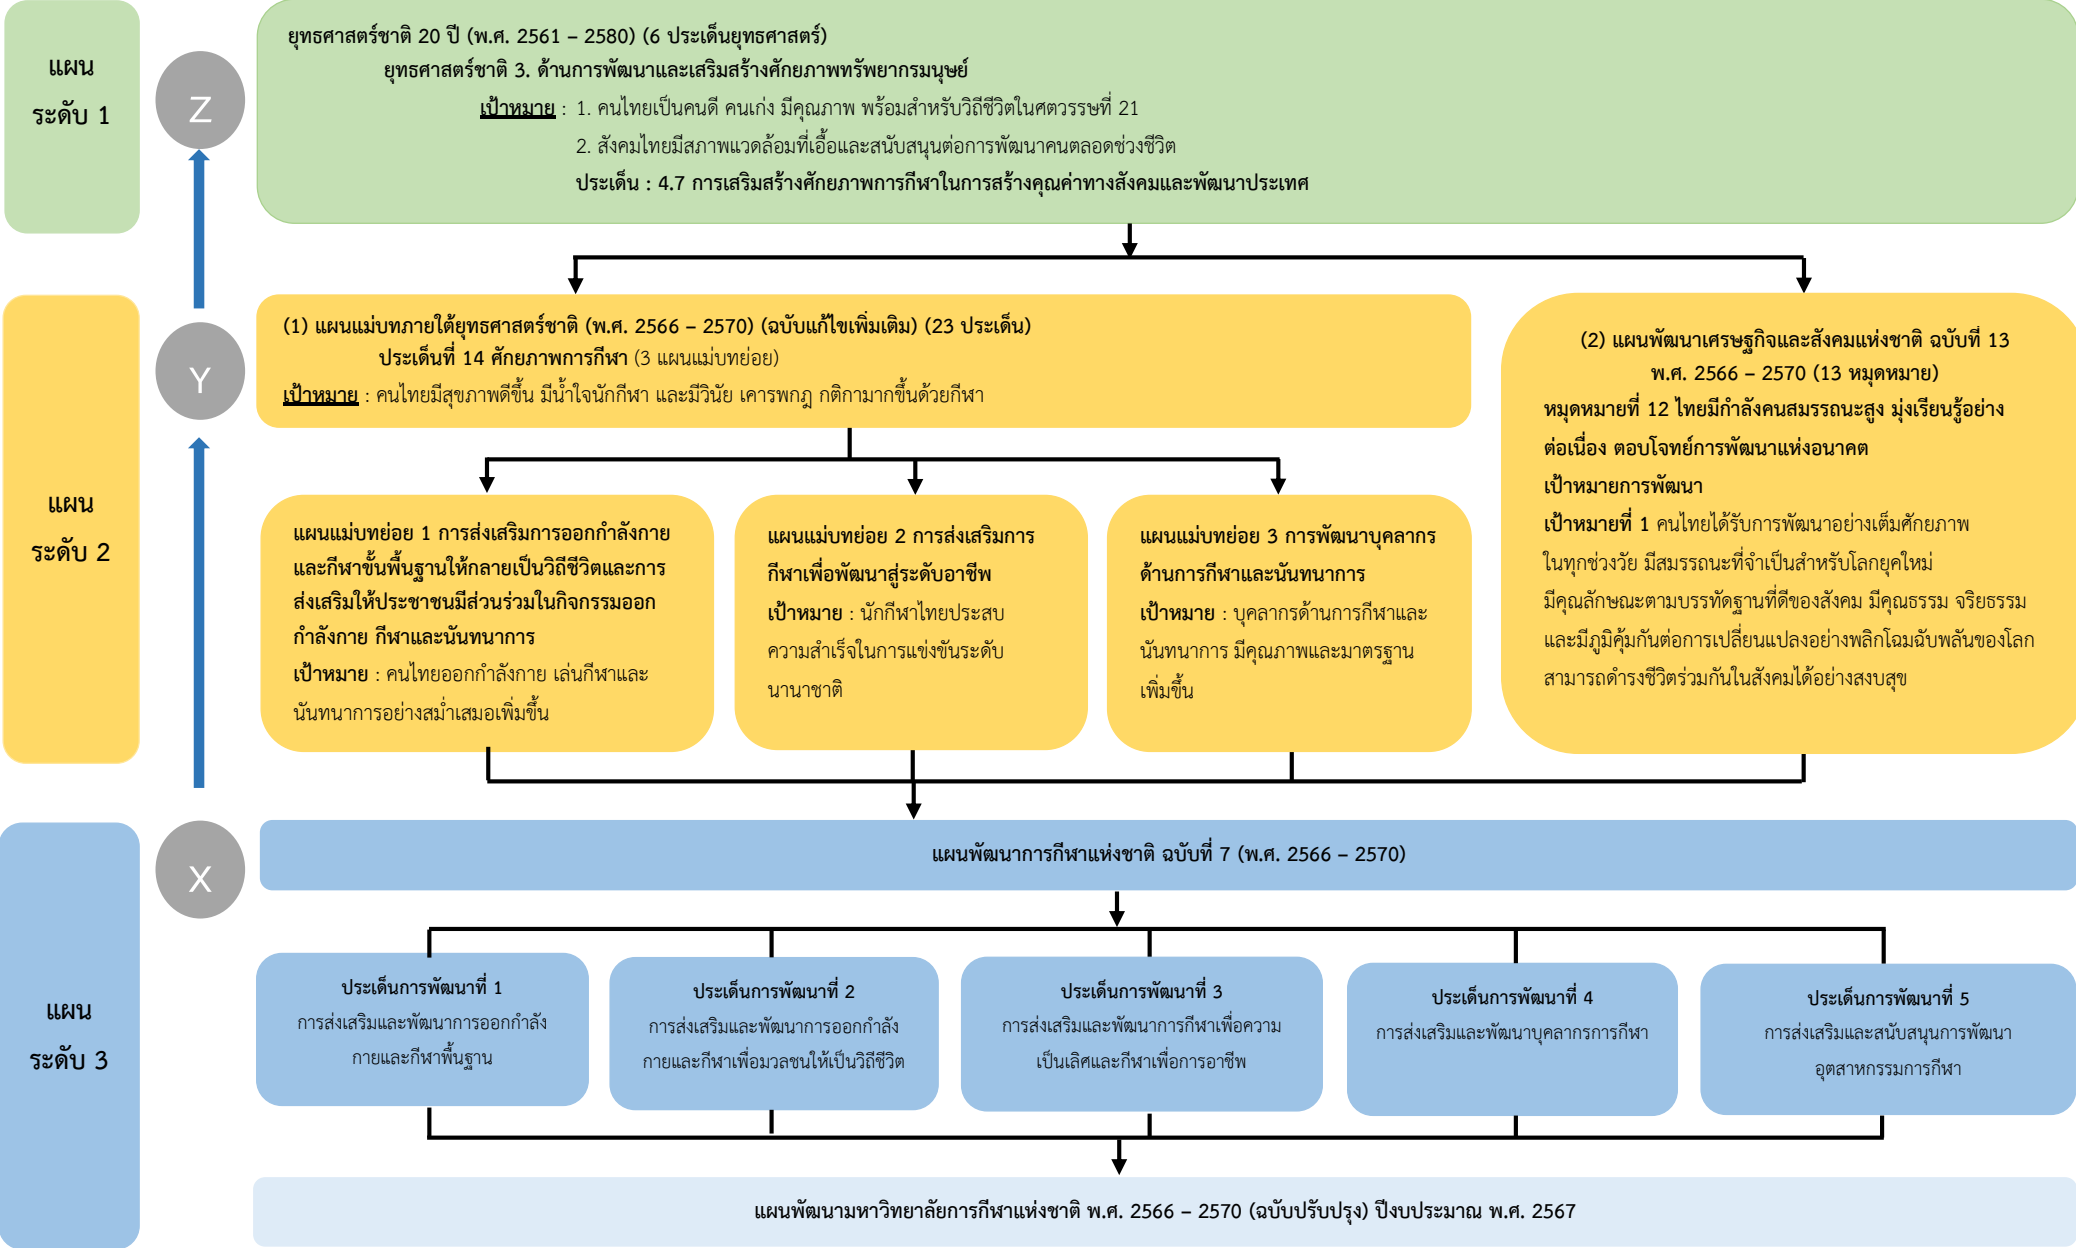 แผน
ระดับ 1
Z
ยุทธศาสตร์ชาติ 20 ปี (พ.ศ. 2561 – 2580) (6 ประเด็นยุทธศาสตร์)
ยุทธศาสตร์ชาติ 3. ด้านการพัฒนาและเสริมสร้างศักยภาพทรัพยากรมนุษย์
เป้าหมาย : 1. คนไทยเป็นคนดี คนเก่ง มีคุณภาพ พร้อมสำหรับวิถีชีวิตในศตวรรษที่ 21
2. สังคมไทยมีสภาพแวดล้อมที่เอื้อและสนับสนุนต่อการพัฒนาคนตลอดช่วงชีวิต
ประเด็น : 4.7 การเสริมสร้างศักยภาพการกีฬาในการสร้างคุณค่าทางสังคมและพัฒนาประเทศ
แผน
ระดับ 2
Y
(1) แผนแม่บทภายใต้ยุทธศาสตร์ชาติ (พ.ศ. 2566 – 2570) (ฉบับแก้ไขเพิ่มเติม) (23 ประเด็น)
ประเด็นที่ 14 ศักยภาพการกีฬา (3 แผนแม่บทย่อย)
เป้าหมาย : คนไทยมีสุขภาพดีขึ้น มีน้ำใจนักกีฬา และมีวินัย เคารพกฎ กติกามากขึ้นด้วยกีฬา
(2) แผนพัฒนาเศรษฐกิจและสังคมแห่งชาติ ฉบับที่ 13
พ.ศ. 2566 – 2570 (13 หมุดหมาย)
หมุดหมายที่ 12 ไทยมีกำลังคนสมรรถนะสูง มุ่งเรียนรู้อย่าง
ต่อเนื่อง ตอบโจทย์การพัฒนาแห่งอนาคต
เป้าหมายการพัฒนา
เป้าหมายที่ 1 คนไทยได้รับการพัฒนาอย่างเต็มศักยภาพ
ในทุกช่วงวัย มีสมรรถนะที่จำเป็นสำหรับโลกยุคใหม่
มีคุณลักษณะตามบรรทัดฐานที่ดีของสังคม มีคุณธรรม จริยธรรม
และมีภูมิคุ้มกันต่อการเปลี่ยนแปลงอย่างพลิกโฉมฉับพลันของโลก
สามารถดำรงชีวิตร่วมกันในสังคมได้อย่างสงบสุข
แผนแม่บทย่อย 1 การส่งเสริมการออกกำลังกาย
และกีฬาขั้นพื้นฐานให้กลายเป็นวิถีชีวิตและการ
ส่งเสริมให้ประชาชนมีส่วนร่วมในกิจกรรมออก
กำลังกาย กีฬาและนันทนาการ
เป้าหมาย : คนไทยออกกำลังกาย เล่นกีฬาและ
นันทนาการอย่างสม่ำเสมอเพิ่มขึ้น
แผนแม่บทย่อย 2 การส่งเสริมการ
กีฬาเพื่อพัฒนาสู่ระดับอาชีพ
เป้าหมาย : นักกีฬาไทยประสบ
ความสำเร็จในการแข่งขันระดับ
นานาชาติ
แผนแม่บทย่อย 3 การพัฒนาบุคลากร
ด้านการกีฬาและนันทนาการ
เป้าหมาย : บุคลากรด้านการกีฬาและ
นันทนาการ มีคุณภาพและมาตรฐาน
เพิ่มขึ้น
แผน
ระดับ 3
X
แผนพัฒนาการกีฬาแห่งชาติ ฉบับที่ 7 (พ.ศ. 2566 – 2570)
ประเด็นการพัฒนาที่ 1
การส่งเสริมและพัฒนาการออกกำลัง
กายและกีฬาพื้นฐาน
ประเด็นการพัฒนาที่ 2
การส่งเสริมและพัฒนาการออกกำลัง
กายและกีฬาเพื่อมวลชนให้เป็นวิถีชีวิต
ประเด็นการพัฒนาที่ 3
การส่งเสริมและพัฒนาการกีฬาเพื่อความ
เป็นเลิศและกีฬาเพื่อการอาชีพ
ประเด็นการพัฒนาที่ 4
การส่งเสริมและพัฒนาบุคลากรการกีฬา
ประเด็นการพัฒนาที่ 5
การส่งเสริมและสนับสนุนการพัฒนา
อุตสาหกรรมการกีฬา
แผนพัฒนามหาวิทยาลัยการกีฬาแห่งชาติ พ.ศ. 2566 – 2570 (ฉบับปรับปรุง) ปีงบประมาณ พ.ศ. 2567